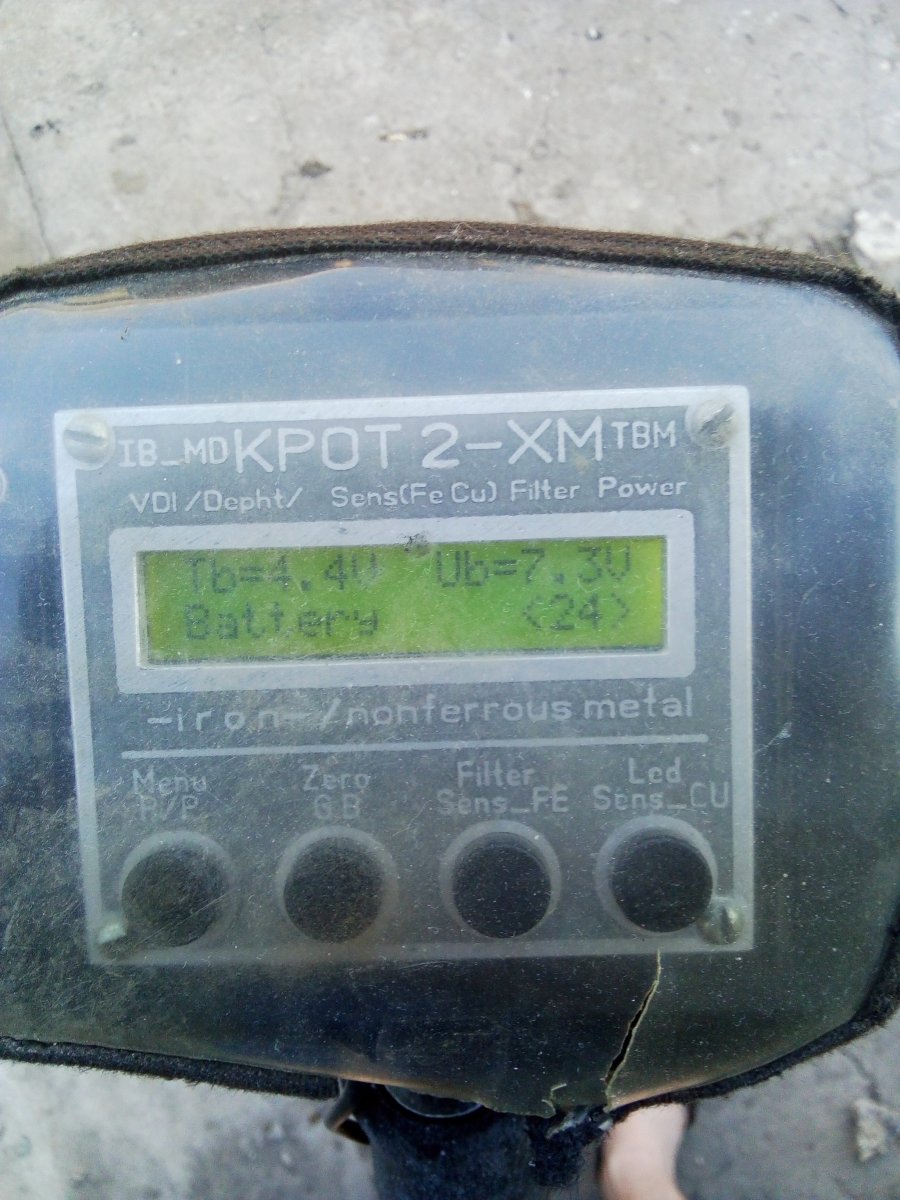 IB_MD KPOT 2-XM TBM
VDI /Depht/ Sens(Fe Cu) Filter Power
Tb=4.4V Ub=7.3V
Battery <24>
-iron-/nonferrous metal
Menu Zero Filter Led
P/P G.B Sens_FE Sens_CU